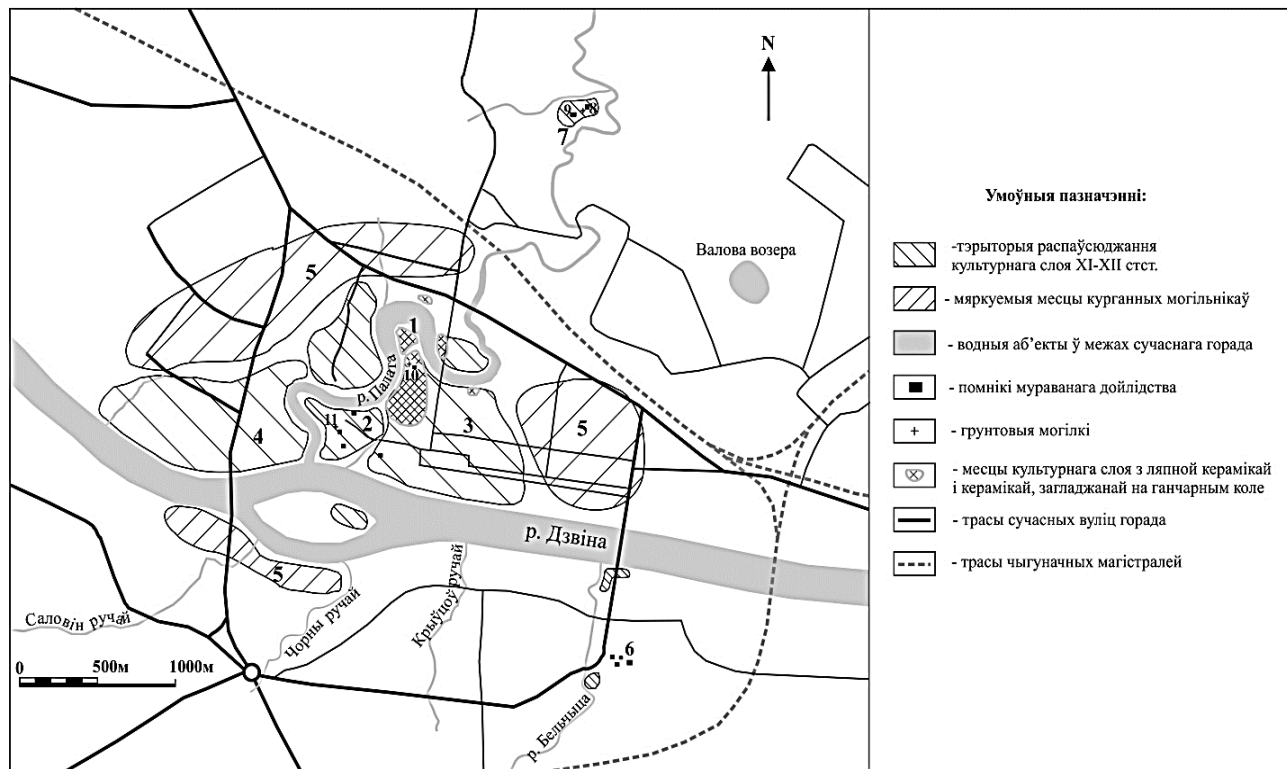 N
9
8
7
Валова возера
5
1
10
р. Палата
11
2
3
4
5
р. Дзвіна
5
Саловін ручай
Чорны ручай
Крыўцоў ручай
6
р. Бельчыца
0 500м 1000м
Умоўныя пазначэнні:
-тэрыторыя распаўсюджання
культурнага слоя XI-XII стст.
- мяркуемыя месцы курганных могільнікаў
- водныя аб'екты ў межах сучаснага горада
- помнікі мураванага дойлідства
- грунтовыя могілкі
- месцы культурнага слоя з ляпной керамікай
і керамікай, загладжанай на ганчарным коле
- трасы сучасных вуліц горада
- трасы чыгуначных магістралей